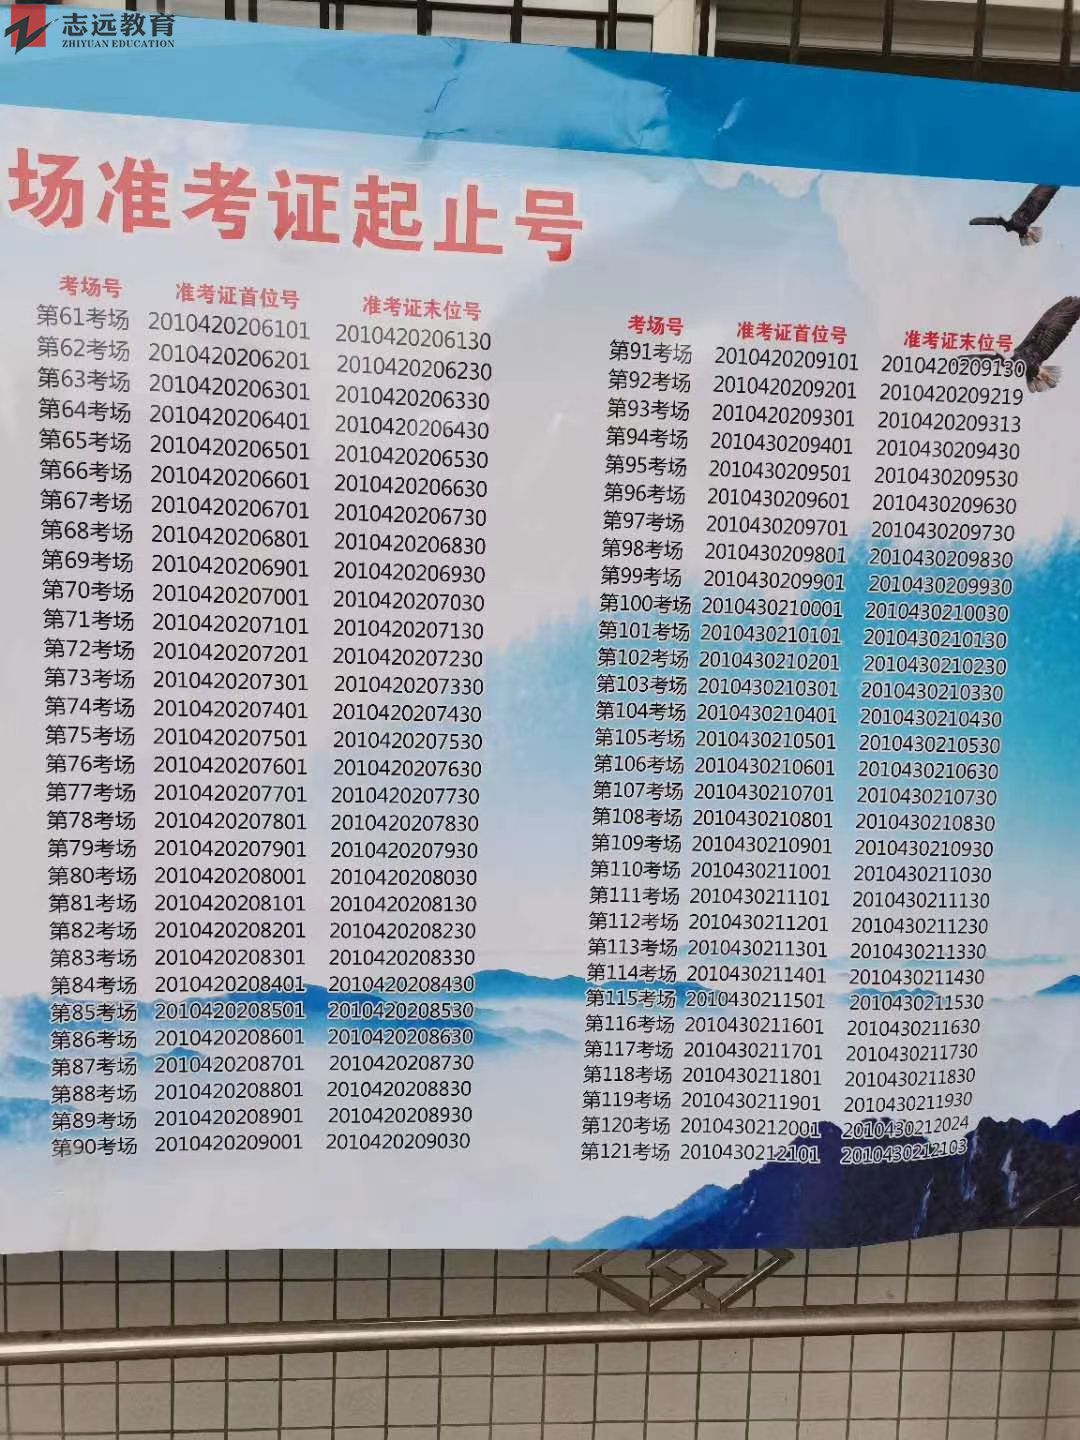 志远教育
ZHIYUAN EDUCATION
场准考证起止号
考场号 准考证首位号 准考证末位号
第61考场 2010420206101 2010420206130
第62考场 2010420206201 2010420206230
第63考场 2010420206301 2010420206330
第64考场 2010420206401 2010420206430
第65考场 2010420206501 2010420206530
第66考场 2010420206601 2010420206630
第67考场 2010420206701 2010420206730
第68考场 2010420206801 2010420206830
第69考场 2010420206901 2010420206930
第70考场 2010420207001 2010420207030
第71考场 2010420207101 2010420207130
第72考场 2010420207201 2010420207230
第73考场 2010420207301 2010420207330
第74考场 2010420207401 2010420207430
第75考场 2010420207501 2010420207530
第76考场 2010420207601 2010420207630
第77考场 2010420207701 2010420207730
第78考场 2010420207801 2010420207830
第79考场 2010420207901 2010420207930
第80考场 2010420208001 2010420208030
第81考场 2010420208101 2010420208130
第82考场 2010420208201 2010420208230
第83考场 2010420208301 2010420208330
第84考场 2010420208401 2010420208430
第85考场 2010420208501 2010420208530
第86考场 2010420208601 2010420208630
第87考场 2010420208701 2010420208730
第88考场 2010420208801 2010420208830
第89考场 2010420208901 2010420208930
第90考场 2010420209001 2010420209030
考场号 准考证首位号 准考证末位号
第91考场 2010420209101 2010420209130
第92考场 2010420209201 2010420209219
第93考场 2010420209301 2010420209313
第94考场 2010430209401 2010430209430
第95考场 2010430209501 2010430209530
第96考场 2010430209601 2010430209630
第97考场 2010430209701 2010430209730
第98考场 2010430209801 2010430209830
第99考场 2010430209901 2010430209930
第100考场 2010430210001 2010430210030
第101考场 2010430210101 2010430210130
第102考场 2010430210201 2010430210230
第103考场 2010430210301 2010430210330
第104考场 2010430210401 2010430210430
第105考场 2010430210501 2010430210530
第106考场 2010430210601 2010430210630
第107考场 2010430210701 2010430210730
第108考场 2010430210801 2010430210830
第109考场 2010430210901 2010430210930
第110考场 2010430211001 2010430211030
第111考场 2010430211101 2010430211130
第112考场 2010430211201 2010430211230
第113考场 2010430211301 2010430211330
第114考场 2010430211401 2010430211430
第115考场 2010430211501 2010430211530
第116考场 2010430211601 2010430211630
第117考场 2010430211701 2010430211730
第118考场 2010430211801 2010430211830
第119考场 2010430211901 2010430211930
第120考场 2010430212001 2010430212024
第121考场 2010430212101 2010430212103